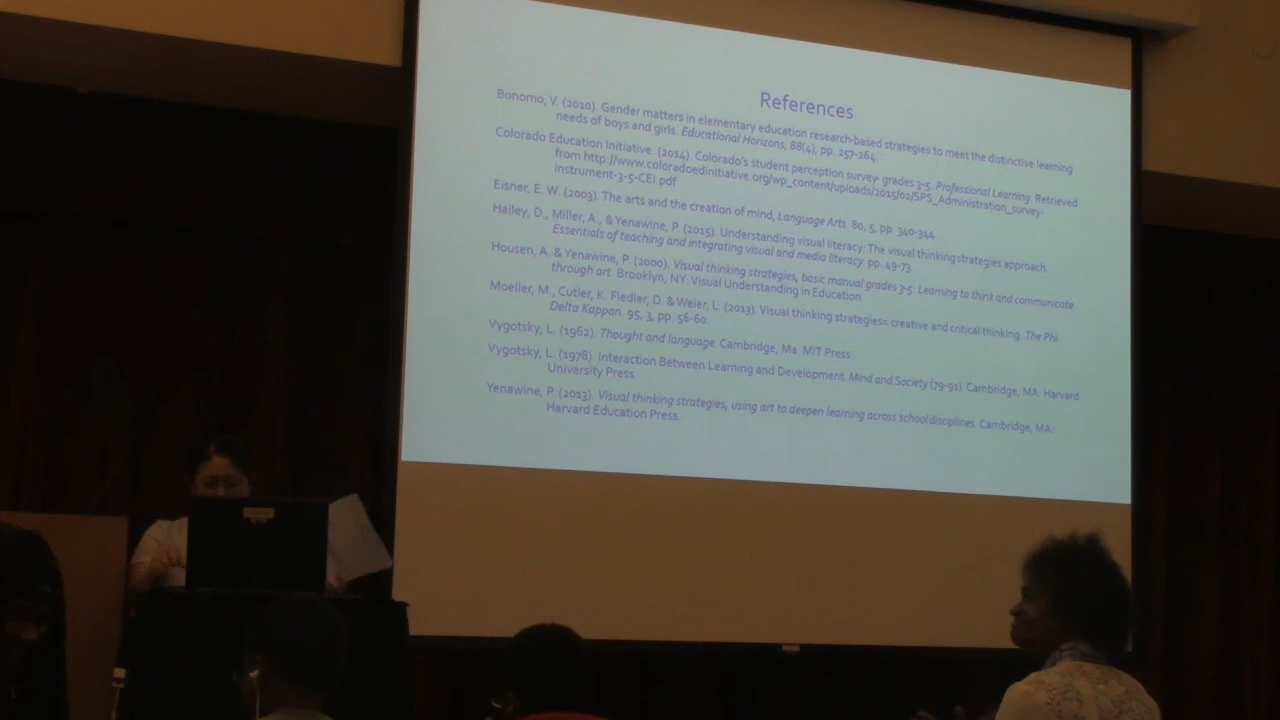 References
Bonomo, V. (2010). Gender matters in elementary education research-based strategies to meet the distinctive learning
needs of boys and girls. Educational Horizons, 88(4), pp. 257-264.
Colorado Education Initiative. (2014). Colorado's student perception survey- grades 3-5. Professional Learning. Retrieved
from http://www.coloradoedinitiative.org/wp_content/uploads/2015/02/SPS_Administration_survey-
instrument-3-5-CEI.pdf
Eisner, E. W. (2003). The arts and the creation of mind, Language Arts. 80, 5, pp. 340-344.
Hailey, D., Miller, A., & Yenawine, P. (2015). Understanding visual literacy: The visual thinking strategies approach.
Essentials of teaching and integrating visual and media literacy. pp. 49-73.
Housen, A. & Yenawine, P. (2000). Visual thinking strategies, basic manual grades 3-5: Learning to think and communicate
through art. Brooklyn, NY: Visual Understanding in Education.
Moeller, M., Cutler, K. Fiedler, D. & Weier, L. (2013). Visual thinking strategies= creative and critical thinking. The Phi
Delta Kappan. 95, 3, pp. 56-60.
Vygotsky, L. (1962). Thought and language. Cambridge, Ma: MIT Press
Vygotsky, L. (1978). Interaction Between Learning and Development. Mind and Society (79-91). Cambridge, MA: Harvard
University Press.
Yenawine, P. (2013). Visual thinking strategies, using art to deepen learning across school disciplines. Cambridge, MA:
Harvard Education Press.